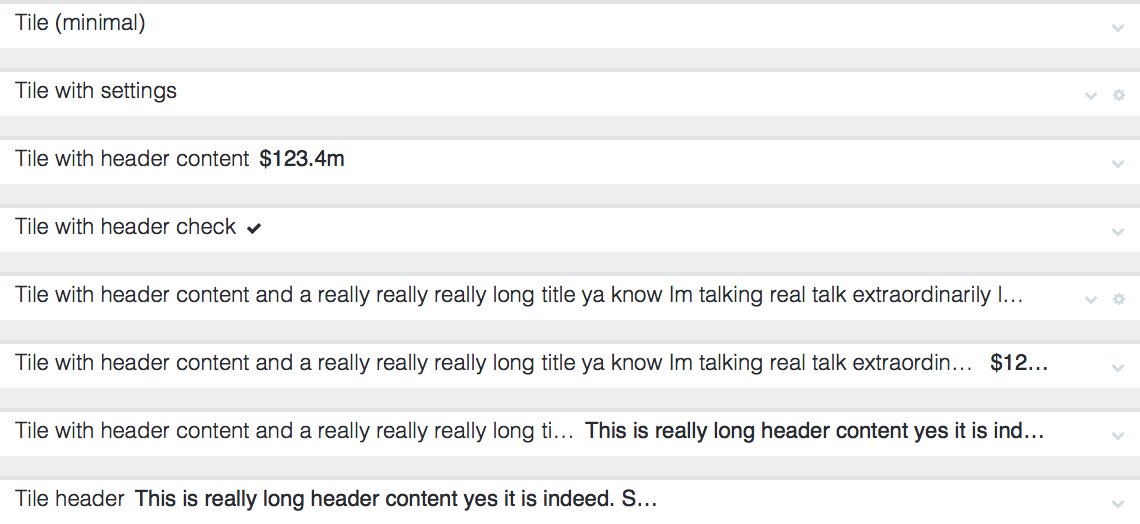 Tile (minimal)
Tile with settings
Tile with header content $123.4m
Tile with header check ✔
Tile with header content and a really really really long title ya know Im talking real talk extraordinarily l…
Tile with header content and a really really really long title ya know Im talking real talk extraordin… $12…
Tile with header content and a really really really long ti… This is really long header content yes it is ind…
Tile header This is really long header content yes it is indeed. S…